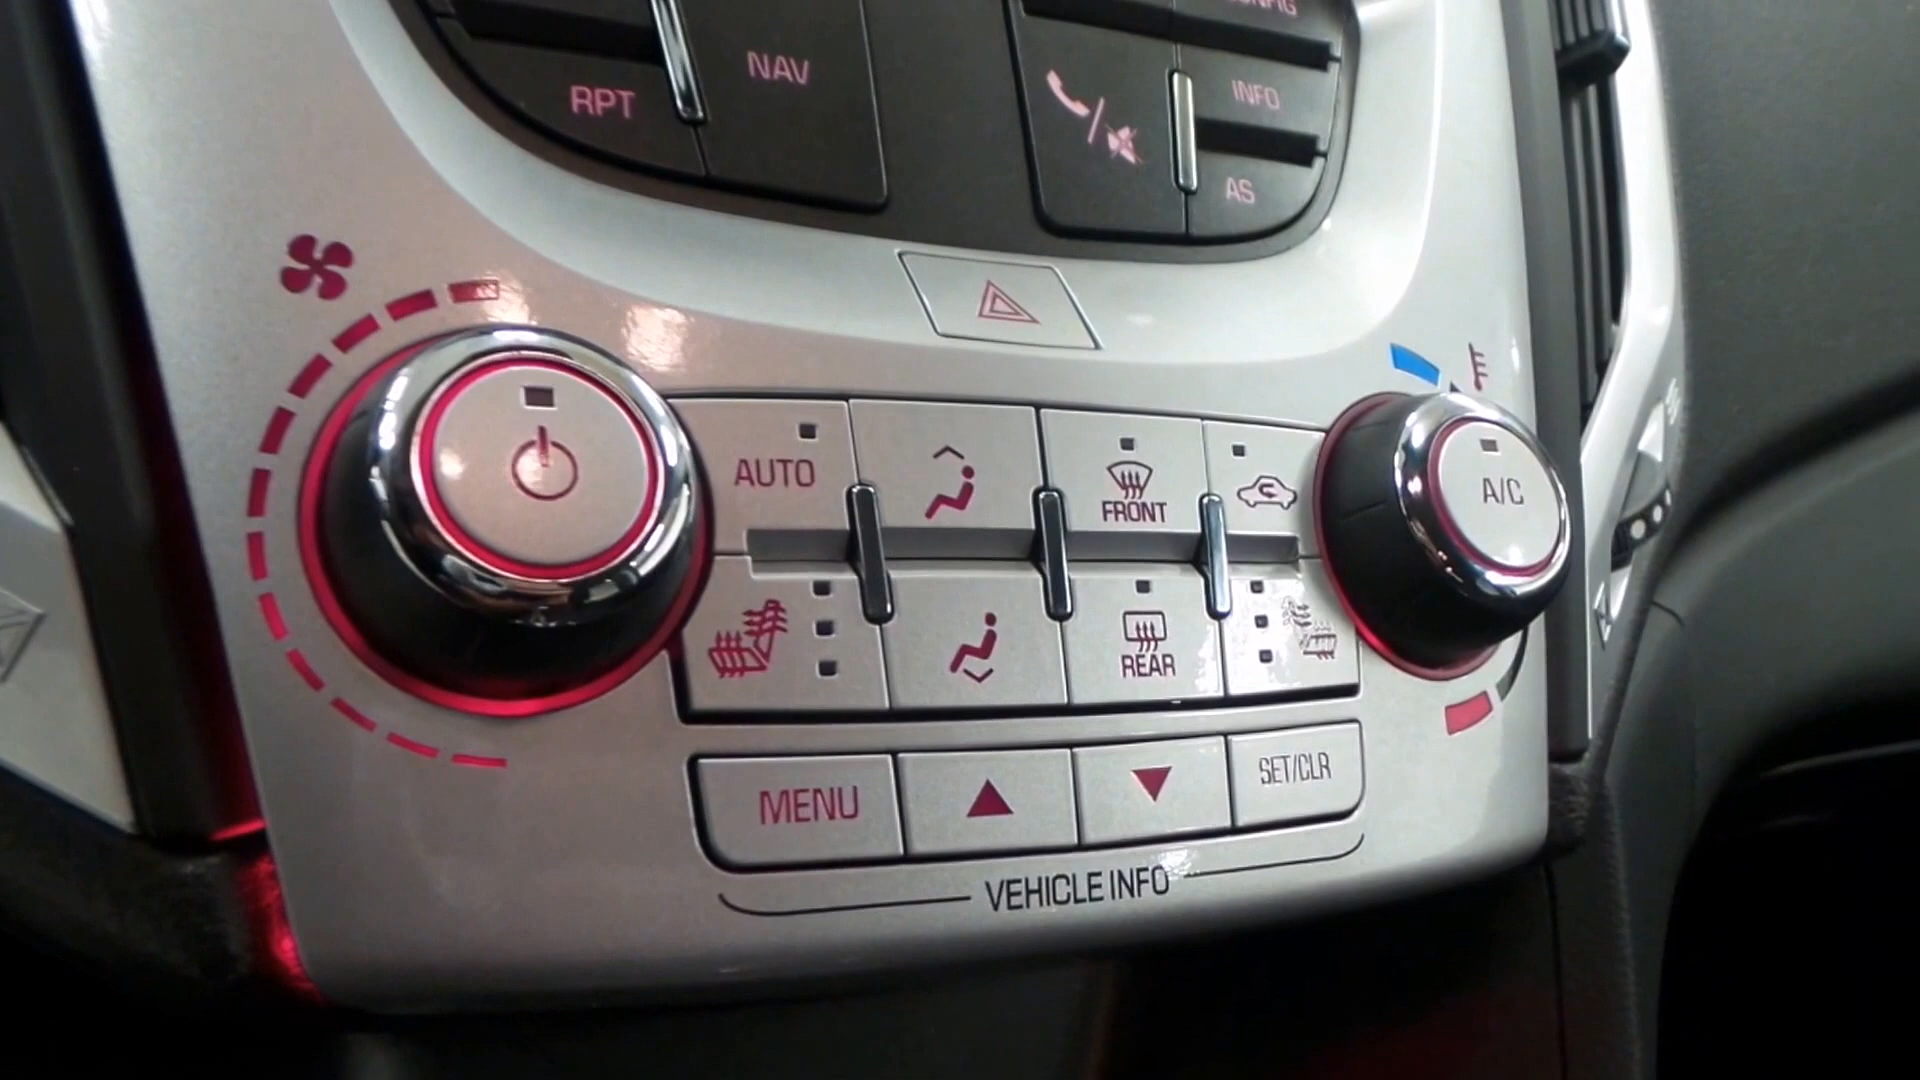 NAV
INFO
RPT
AS
AUTO
FRONT
A/C
REAR
MENU
SET/CLR
VEHICLE INFO